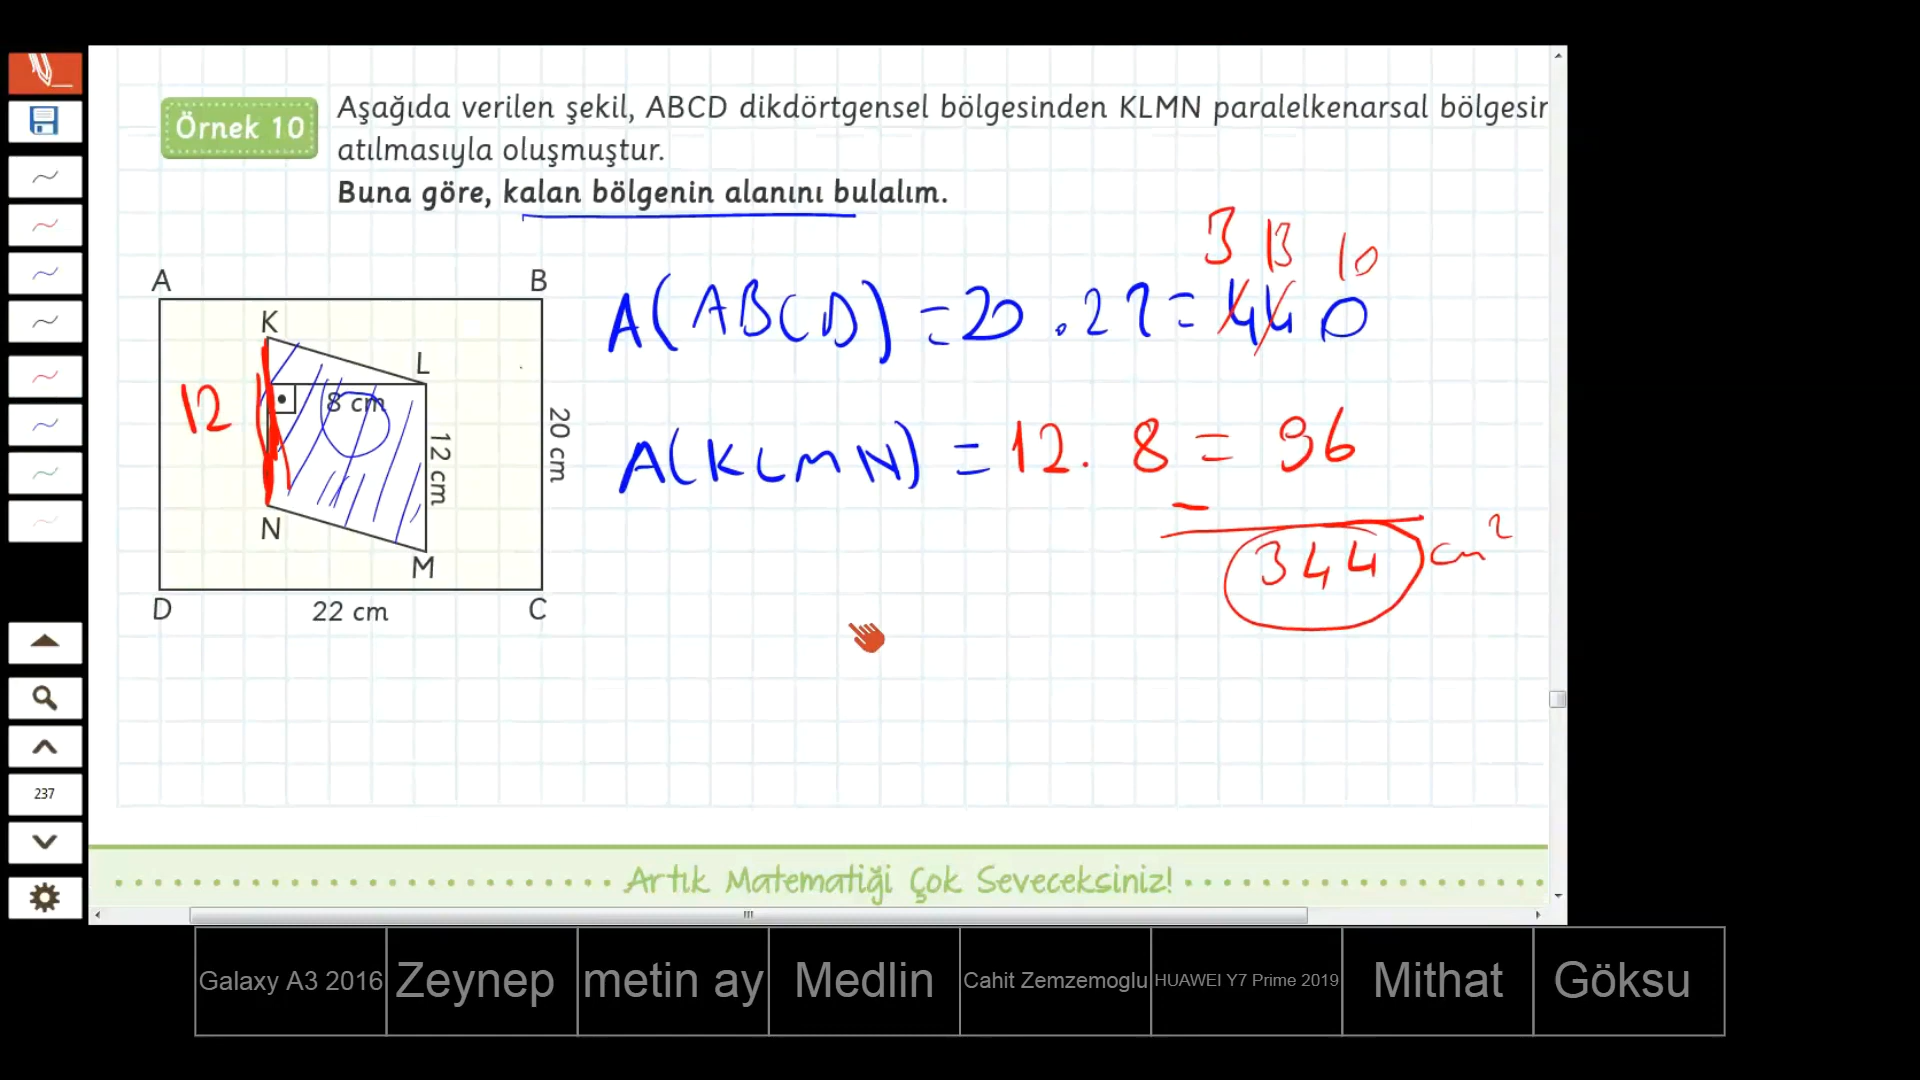 Örnek 10
Aşağıda verilen şekil, ABCD dikdörtgensel bölgesinden KLMN paralelkenarsal bölgesin
atılmasıyla oluşmuştur.
Buna göre, kalan bölgenin alanını bulalım.
3 13 10
A(ABCD) = 20 . 22 = 440
A B
K
L
12
8 cm
12 cm
20 cm
N
M
D 22 cm C
A(KLMN) = 12 . 8 = 96
-
344 cm²
237
Artık Matematiği Çok Seveceksiniz!
Galaxy A3 2016 Zeynep metin ay Medlin Cahit Zemzemoglu HUAWEI Y7 Prime 2019 Mithat Göksu